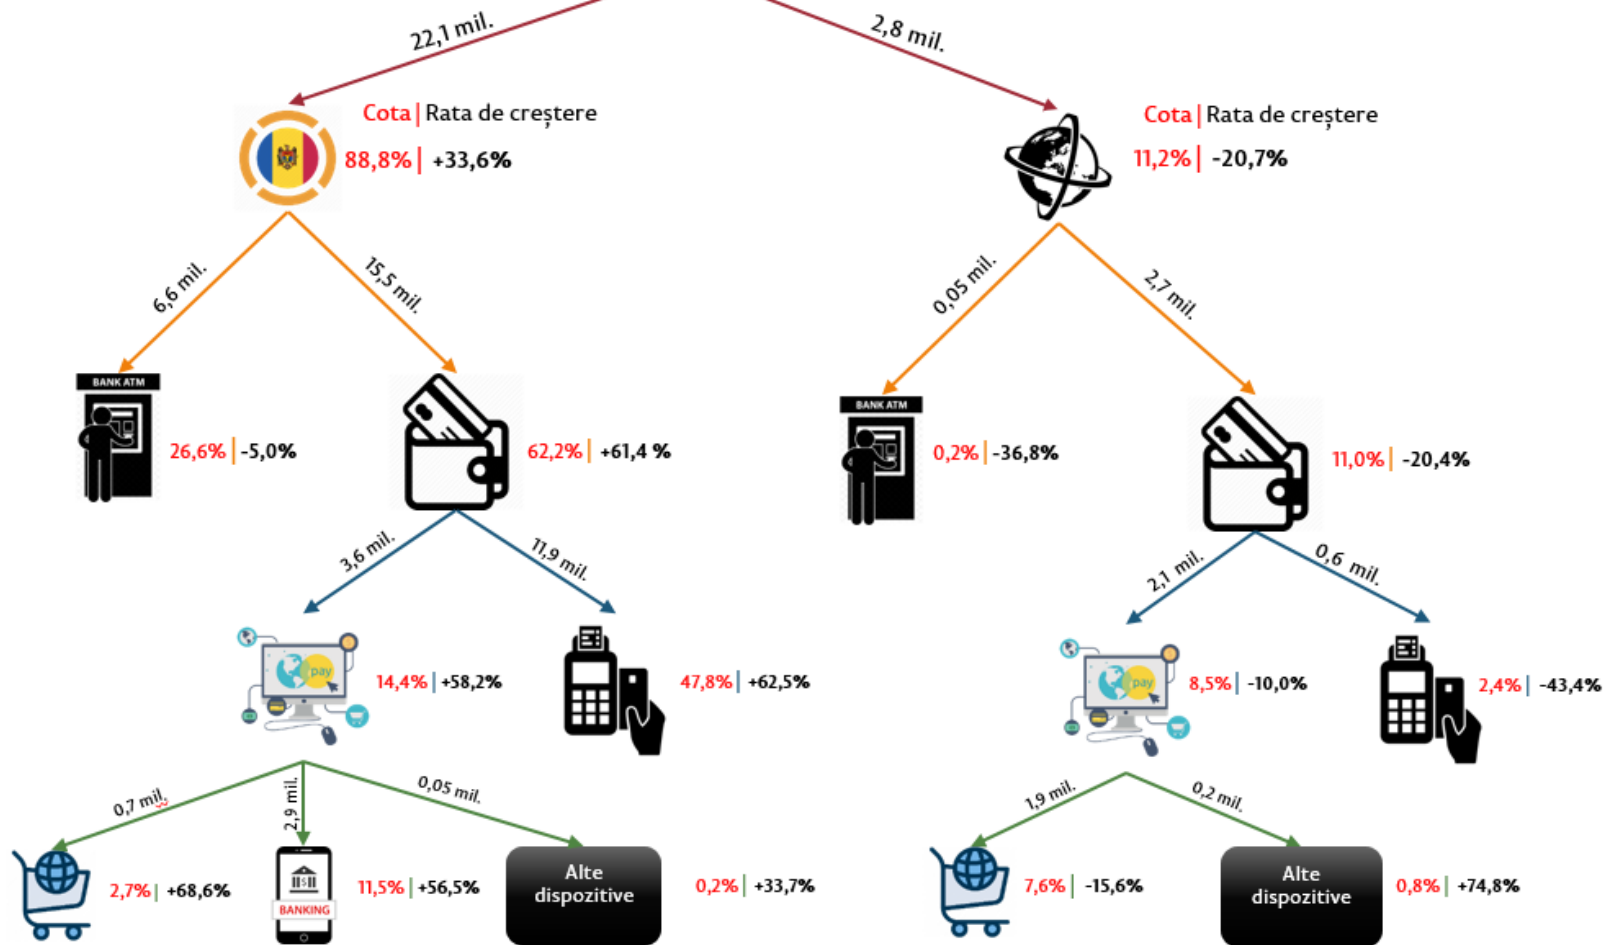 22,1 mil.
2,8 mil.
Cota | Rata de creștere
88,8% | +33,6%
Cota | Rata de creștere
11,2% | -20,7%
6,6 mil.
15,5 mil.
0,05 mil.
2,7 mil.
BANK ATM
26,6% | -5,0%
62,2% | +61,4 %
BANK ATM
0,2% | -36,8%
11,0% | -20,4%
3,6 mil.
11,9 mil.
2,1 mil.
0,6 mil.
pay
14,4% | +58,2%
47,8% | +62,5%
pay
8,5% | -10,0%
2,4% | -43,4%
0,7 mil.
2,9 mil.
0,05 mil.
1,9 mil.
0,2 mil.
2,7% | +68,6%
BANKING
11,5% | +56,5%
Alte
dispozitive
0,2% | +33,7%
7,6% | -15,6%
Alte
dispozitive
0,8% | +74,8%